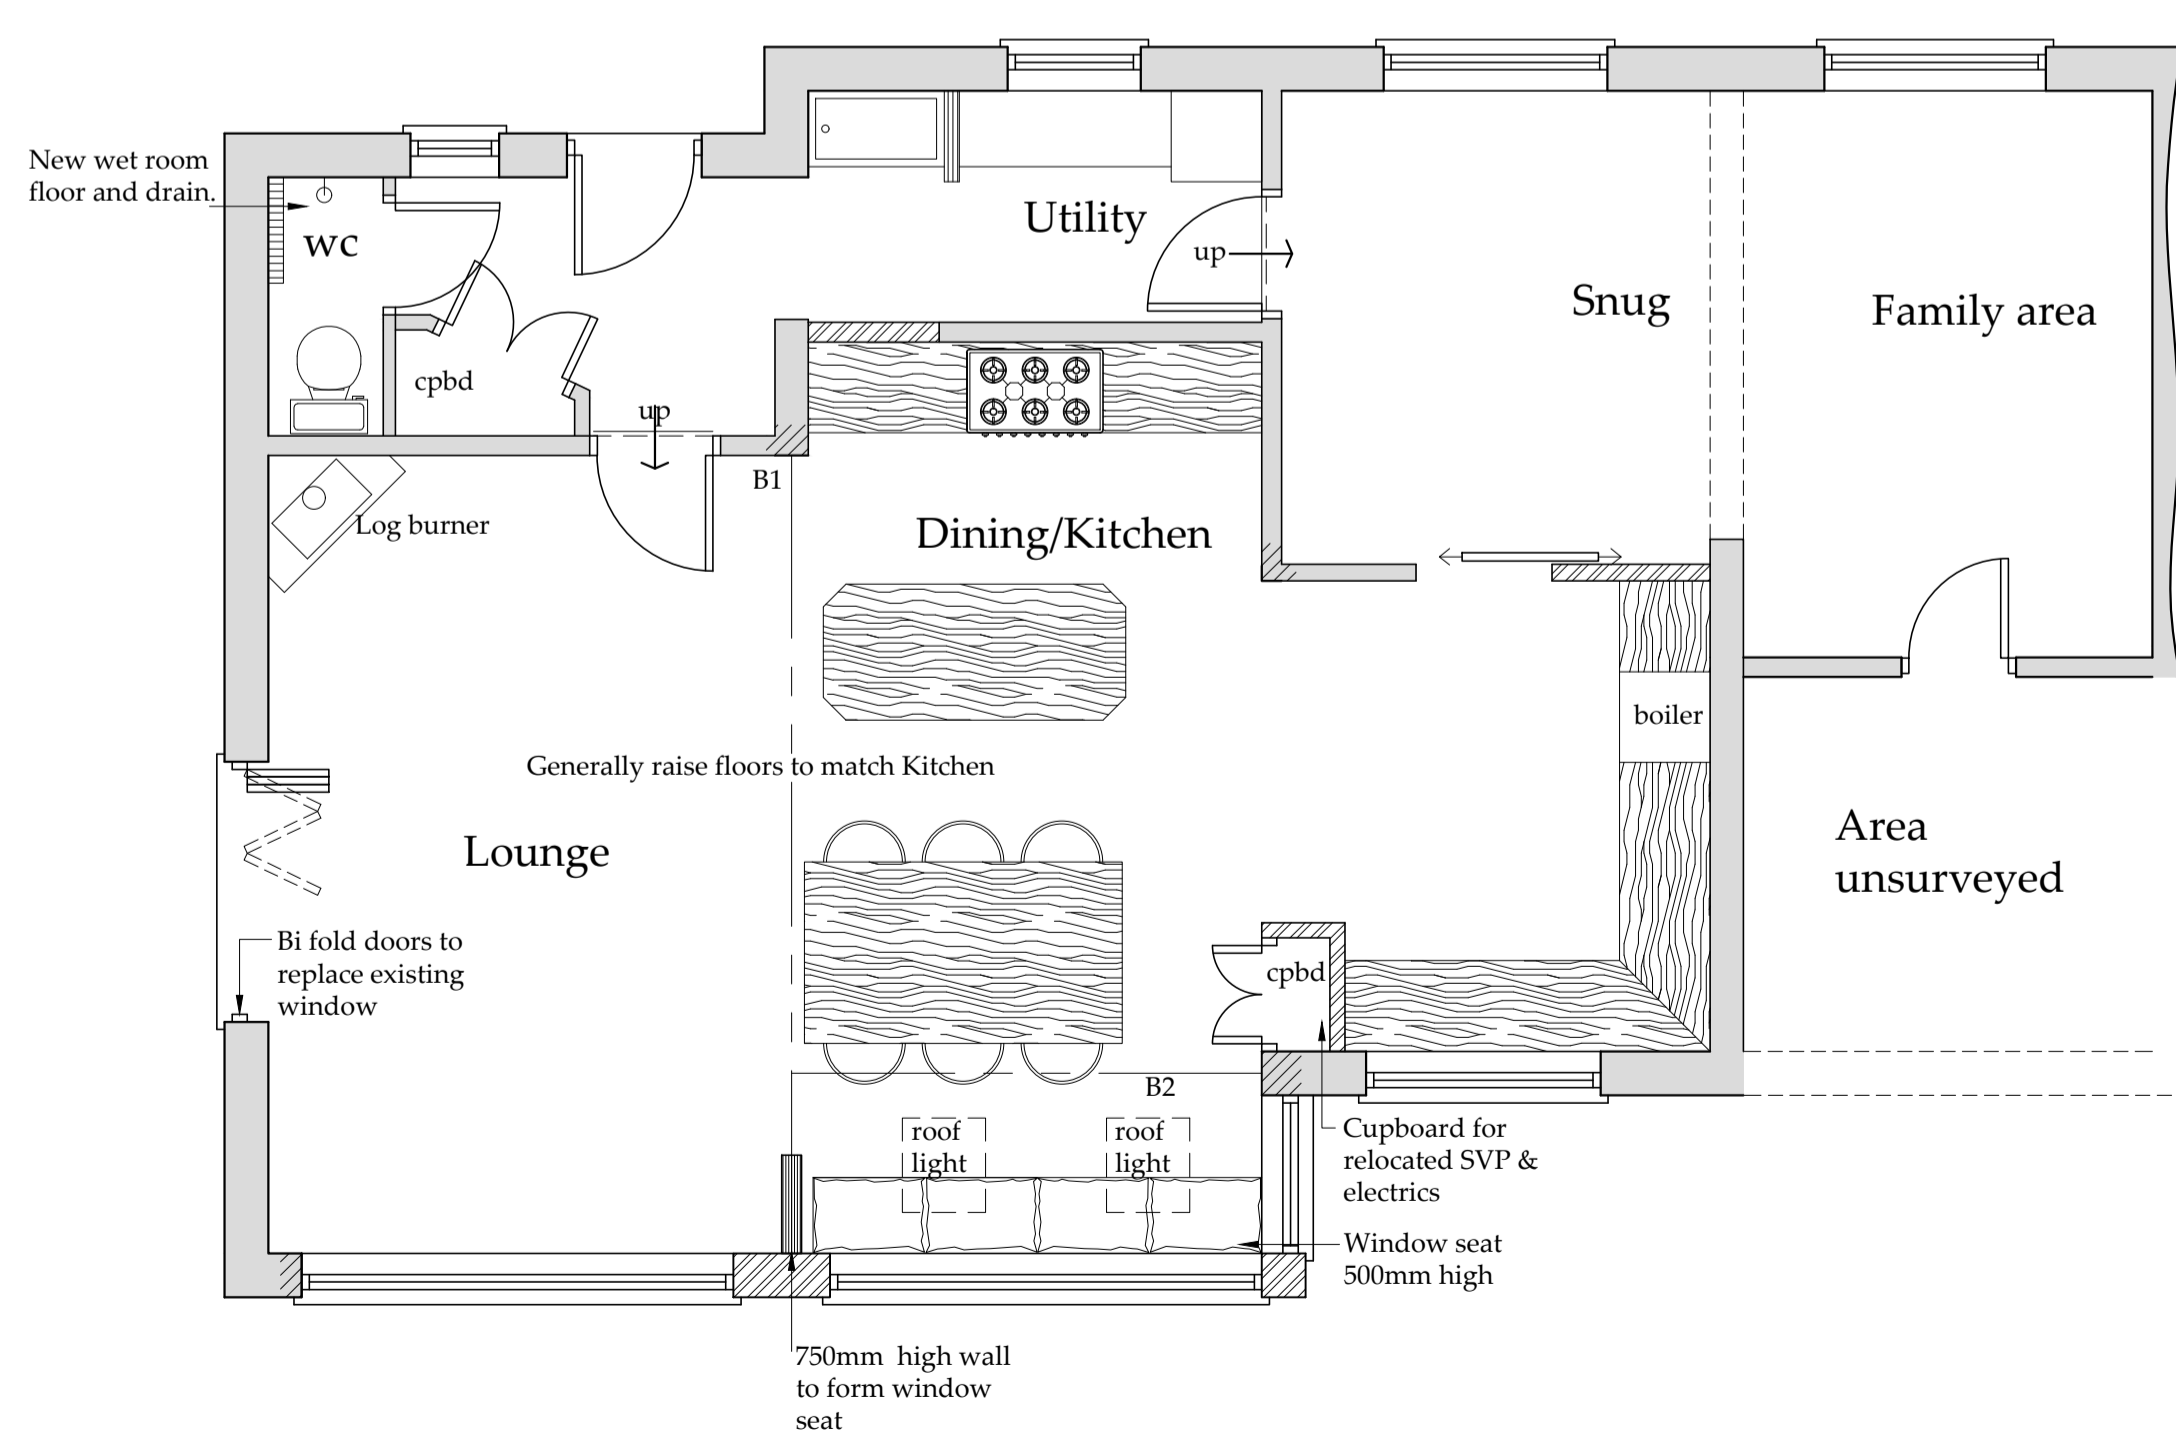 New wet room
floor and drain.
wc
Utility
up
Snug
Family area
cpbd
up
B1
Log burner
Dining/Kitchen
boiler
Generally raise floors to match Kitchen
Lounge
Area
unsurveyed
Bi fold doors to
replace existing
window
cpbd
B2
roof
light
roof
light
Cupboard for
relocated SVP &
electrics
Window seat
500mm high
750mm high wall
to form window
seat